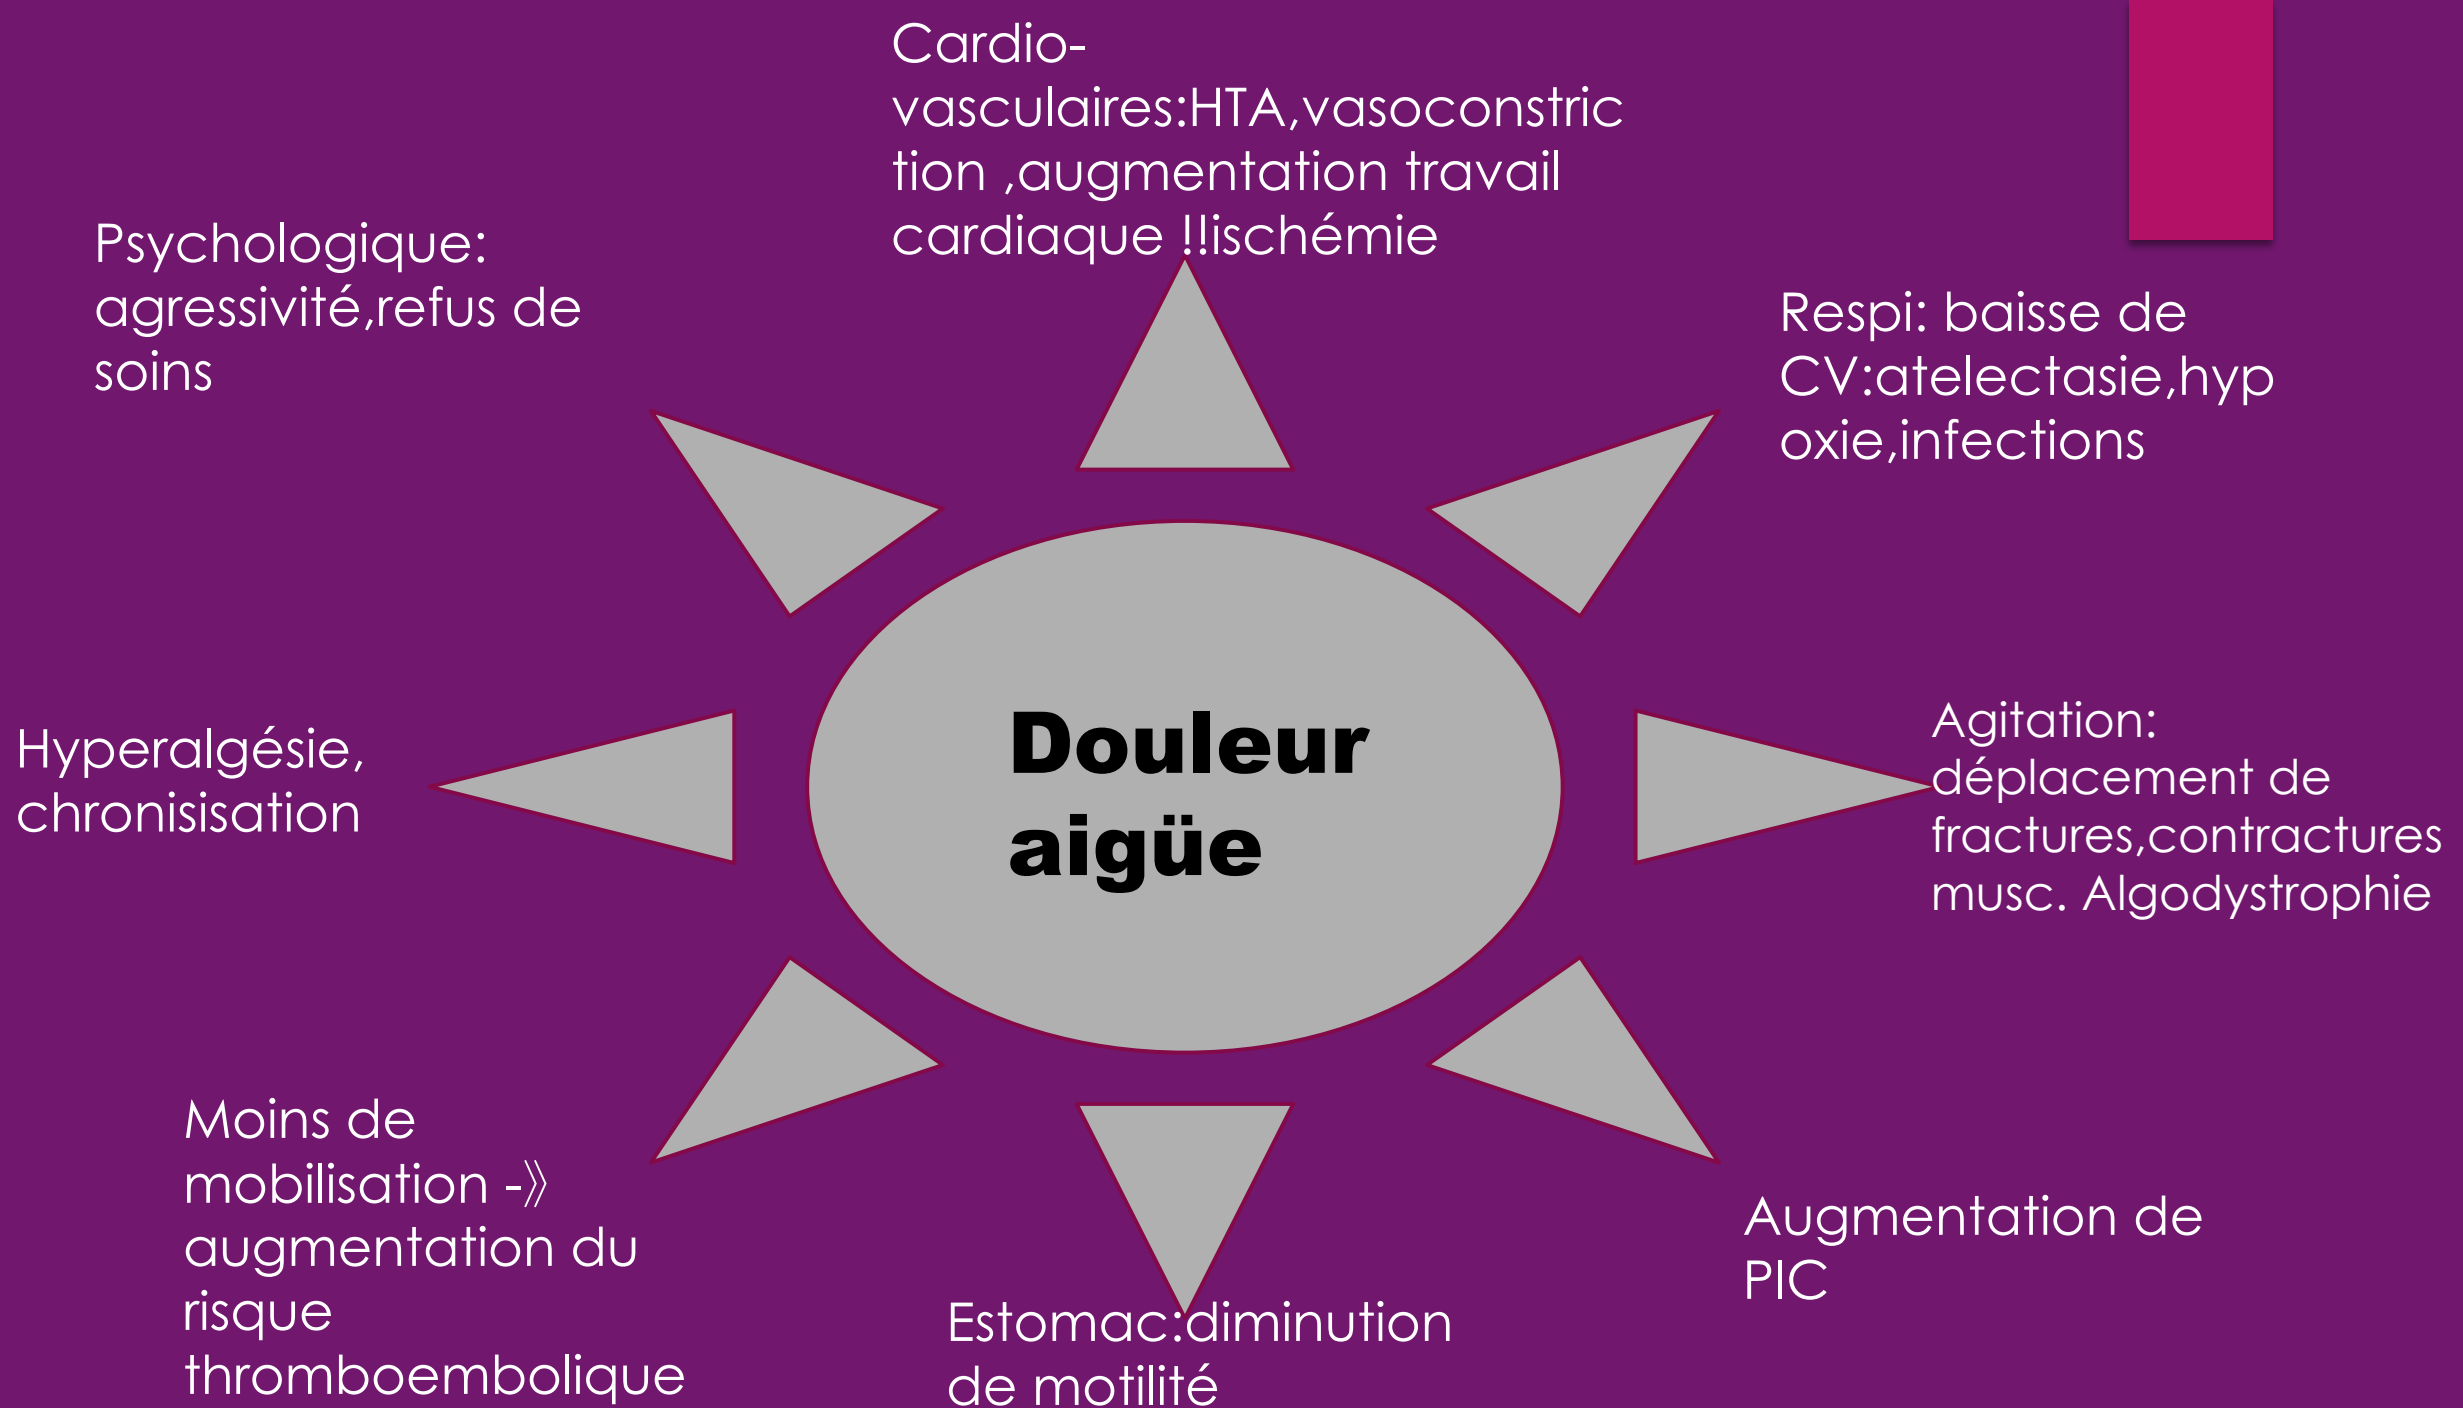 Cardio-
vasculaires:HTA,vasoconstric
tion ,augmentation travail
cardiaque !!ischémie
Psychologique:
agressivité,refus de
soins
Respi: baisse de
CV:atelectasie,hyp
oxie,infections
Hyperalgésie,
chronisisation
Douleur
aigüe
Agitation:
déplacement de
fractures,contractures
musc. Algodystrophie
Moins de
mobilisation -》
augmentation du
risque
thromboembolique
Estomac:diminution
de motilité
Augmentation de
PIC